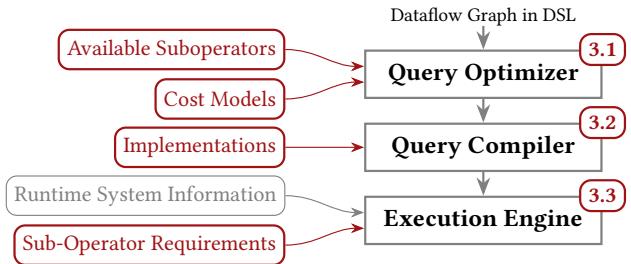 Dataflow Graph in DSL
Available Suboperators
3.1
Query Optimizer
Cost Models
3.2
Implementations
Query Compiler
Runtime System Information
3.3
Execution Engine
Sub-Operator Requirements